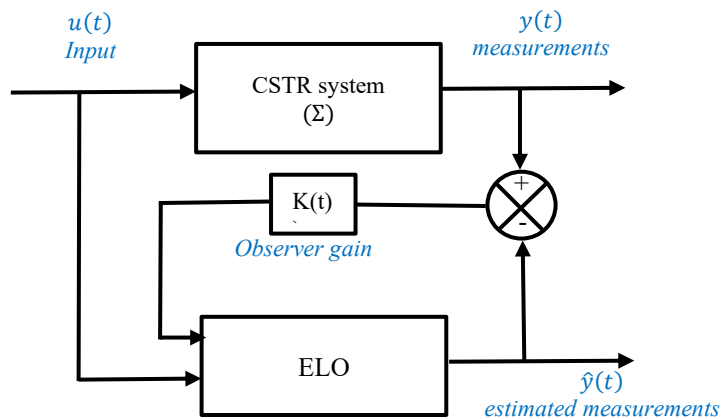 u(t)
Input
y(t)
measurements
CSTR system
(Σ)
+
-
K(t)
`
Observer gain
ELO
ŷ(t)
estimated measurements